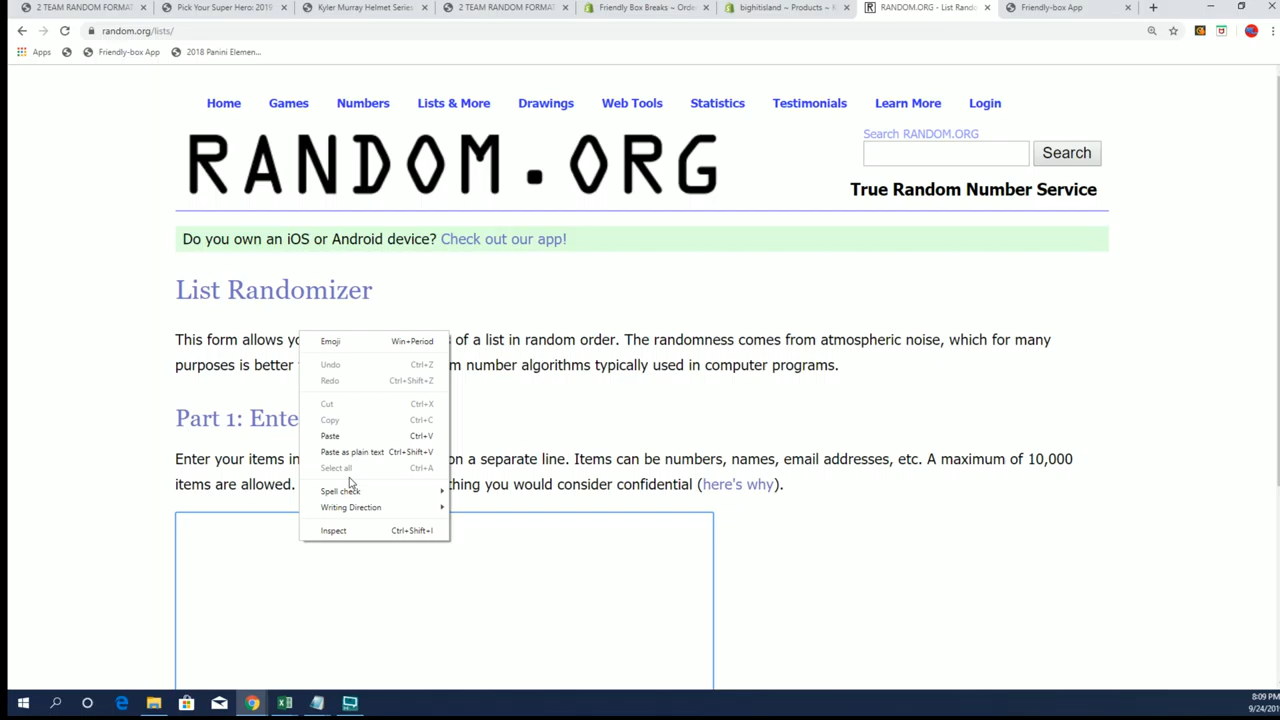 2 TEAM RANDOM FORMAT
Pick Your Super Hero: 2019
Kyler Murray Helmet Series
2 TEAM RANDOM FORMAT
Friendly Box Breaks ~ Orde
bighitisland ~ Products ~
RANDOM.ORG - List Rando
Friendly-box App
random.org/lists/
Apps
Friendly-box App
2018 Panini Elemen...
Home Games Numbers Lists & More Drawings Web Tools Statistics Testimonials Learn More Login
RANDOM.ORG
Search RANDOM.ORG
Search
True Random Number Service
Do you own an iOS or Android device? Check out our app!
List Randomizer
This form allows yo
s of a list in random order. The randomness comes from atmospheric noise, which for many
purposes is better
m number algorithms typically used in computer programs.
Part 1: Ente
Enter your items in
on a separate line. Items can be numbers, names, email addresses, etc. A maximum of 10,000
items are allowed.
thing you would consider confidential (here's why).
Emoji Win+Period
Undo Ctrl+Z
Redo Ctrl+Shift+Z
Cut Ctrl+X
Copy Ctrl+C
Paste Ctrl+V
Paste as plain text Ctrl+Shift+V
Select all Ctrl+A
Spell check
Writing Direction
Inspect Ctrl+Shift+I
8:09 PM
9/24/201